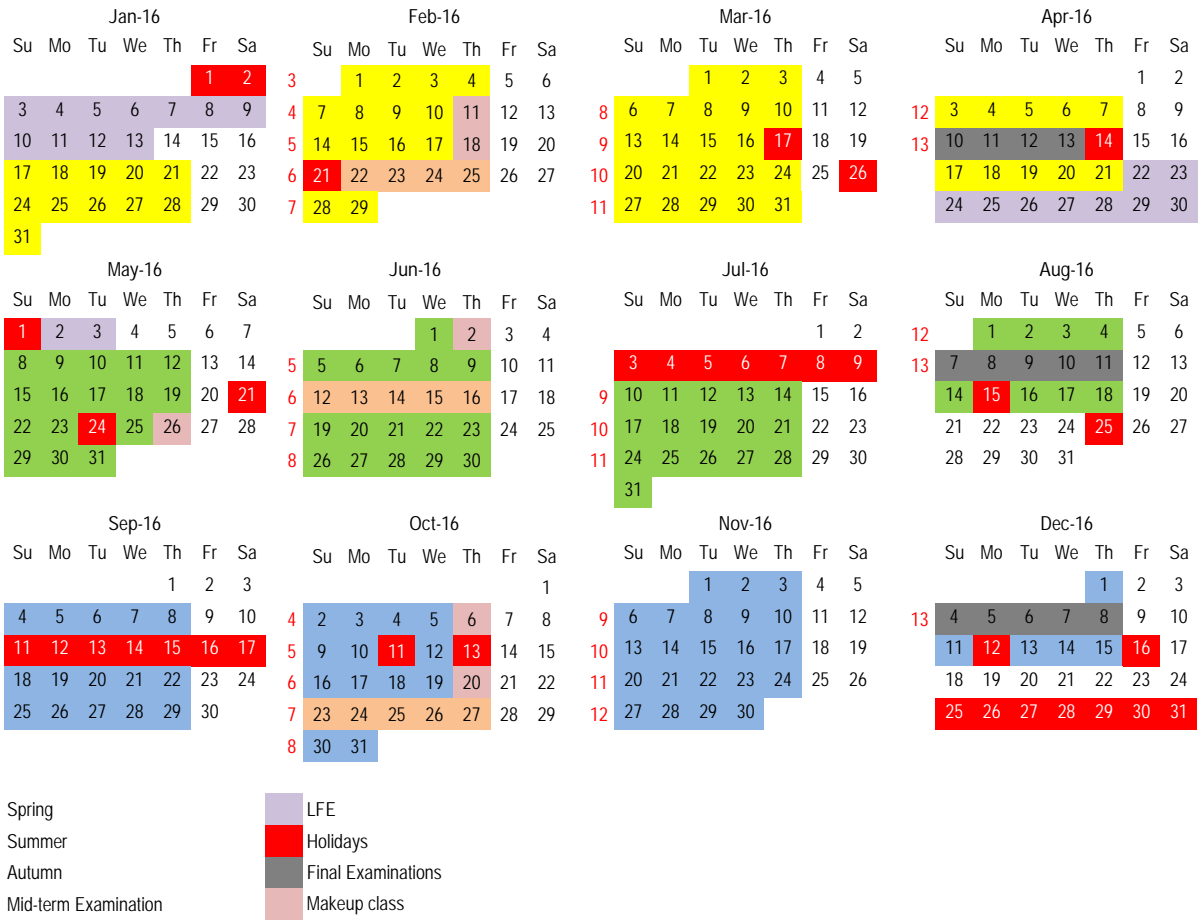 Jan-16 Feb-16 Mar-16 Apr-16
Su Mo Tu We Th Fr Sa Su Mo Tu We Th Fr Sa Su Mo Tu We Th Fr Sa Su Mo Tu We Th Fr Sa
1 2 3 1 2 3 4 5 6 1 2 3 4 5 1 2
3 4 5 6 7 8 9 4 7 8 9 10 11 12 13 8 6 7 8 9 10 11 12 12 3 4 5 6 7 8 9
10 11 12 13 14 15 16 5 14 15 16 17 18 19 20 9 13 14 15 16 17 18 19 13 10 11 12 13 14 15 16
17 18 19 20 21 22 23 6 21 22 23 24 25 26 27 10 20 21 22 23 24 25 26 17 18 19 20 21 22 23
24 25 26 27 28 29 30 7 28 29 11 27 28 29 30 31 24 25 26 27 28 29 30
31
May-16 Jun-16 Jul-16 Aug-16
Su Mo Tu We Th Fr Sa Su Mo Tu We Th Fr Sa Su Mo Tu We Th Fr Sa Su Mo Tu We Th Fr Sa
1 2 3 4 5 6 7 1 2 3 4 1 2 12 1 2 3 4 5 6
8 9 10 11 12 13 14 5 5 6 7 8 9 10 11 3 4 5 6 7 8 9 13 7 8 9 10 11 12 13
15 16 17 18 19 20 21 6 12 13 14 15 16 17 18 9 10 11 12 13 14 15 16 14 15 16 17 18 19 20
22 23 24 25 26 27 28 7 19 20 21 22 23 24 25 10 17 18 19 20 21 22 23 21 22 23 24 25 26 27
29 30 31 8 26 27 28 29 30 11 24 25 26 27 28 29 30 28 29 30 31
31
Sep-16 Oct-16 Nov-16 Dec-16
Su Mo Tu We Th Fr Sa Su Mo Tu We Th Fr Sa Su Mo Tu We Th Fr Sa Su Mo Tu We Th Fr Sa
1 2 3 1 1 2 3 4 5 1 2 3
4 5 6 7 8 9 10 4 2 3 4 5 6 7 8 9 6 7 8 9 10 11 12 13 4 5 6 7 8 9 10
11 12 13 14 15 16 17 5 9 10 11 12 13 14 15 10 13 14 15 16 17 18 19 11 12 13 14 15 16 17
18 19 20 21 22 23 24 6 16 17 18 19 20 21 22 11 20 21 22 23 24 25 26 18 19 20 21 22 23 24
25 26 27 28 29 30 7 23 24 25 26 27 28 29 12 27 28 29 30 25 26 27 28 29 30 31
8 30 31
Spring LFE
Summer Holidays
Autumn Final Examinations
Mid-term Examination Makeup class